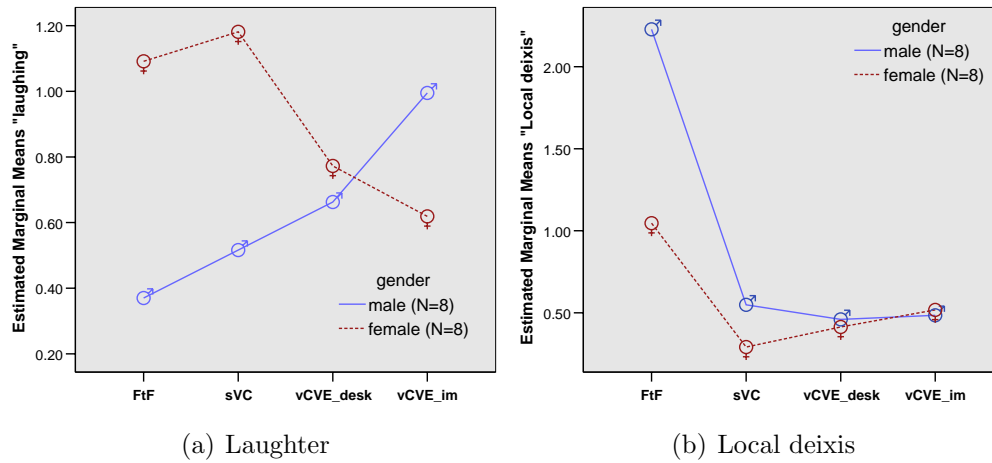 Estimated Marginal Means "laughing"
1.20
1.00
0.80
0.60
0.40
0.20
gender
male (N=8)
female (N=8)
FtF sVC vCVE_desk vCVE_im
(a) Laughter
Estimated Marginal Means "Local deixis"
2.00
1.50
1.00
0.50
gender
male (N=8)
female (N=8)
FtF sVC vCVE_desk vCVE_im
(b) Local deixis